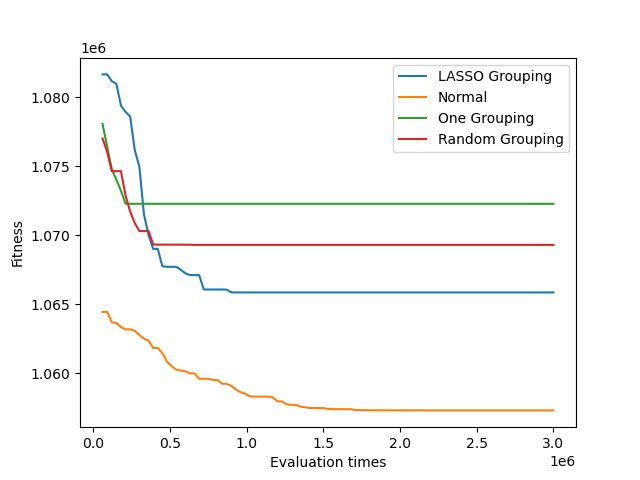 1e6
LASSO Grouping
Normal
One Grouping
Random Grouping
1.080
1.075
1.070
1.065
1.060
Fitness
0.0 0.5 1.0 1.5 2.0 2.5 3.0
Evaluation times
1e6